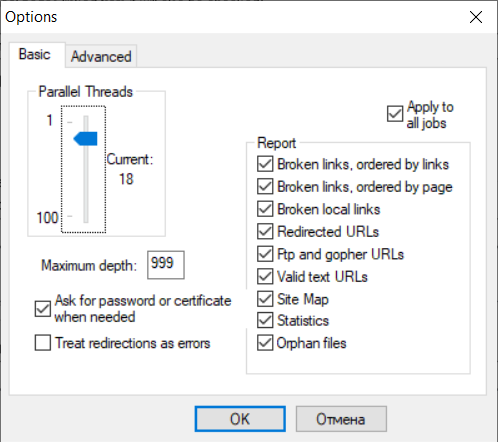 Options
Basic
Advanced
Parallel Threads
1
Current:
18
100
Maximum depth: 999
Ask for password or certificate
when needed
Treat redirections as errors
Apply to
all jobs
Report
Broken links, ordered by links
Broken links, ordered by page
Broken local links
Redirected URLs
Ftp and gopher URLs
Valid text URLs
Site Map
Statistics
Orphan files
OK
Отмена